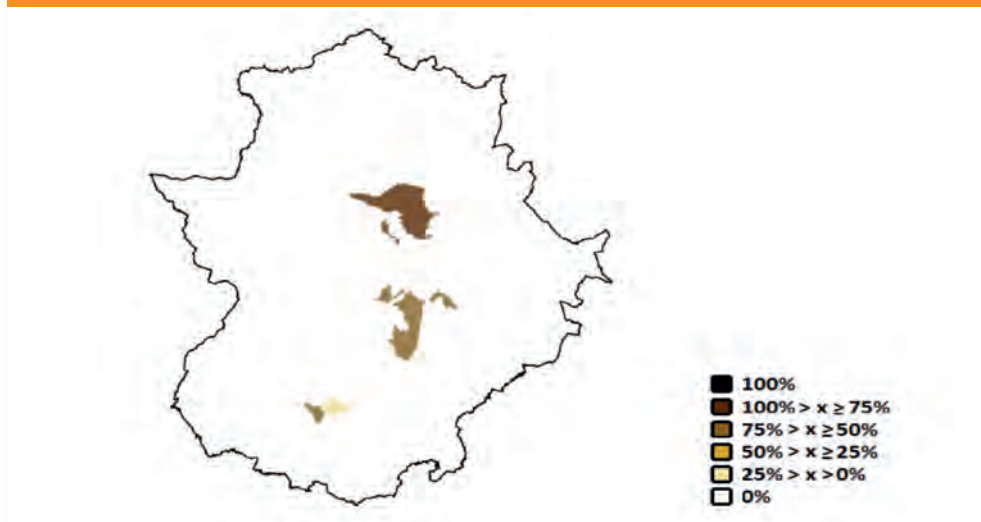 100%
100% > x ≥ 75%
75% > x ≥ 50%
50% > x ≥ 25%
25% > x > 0%
0%